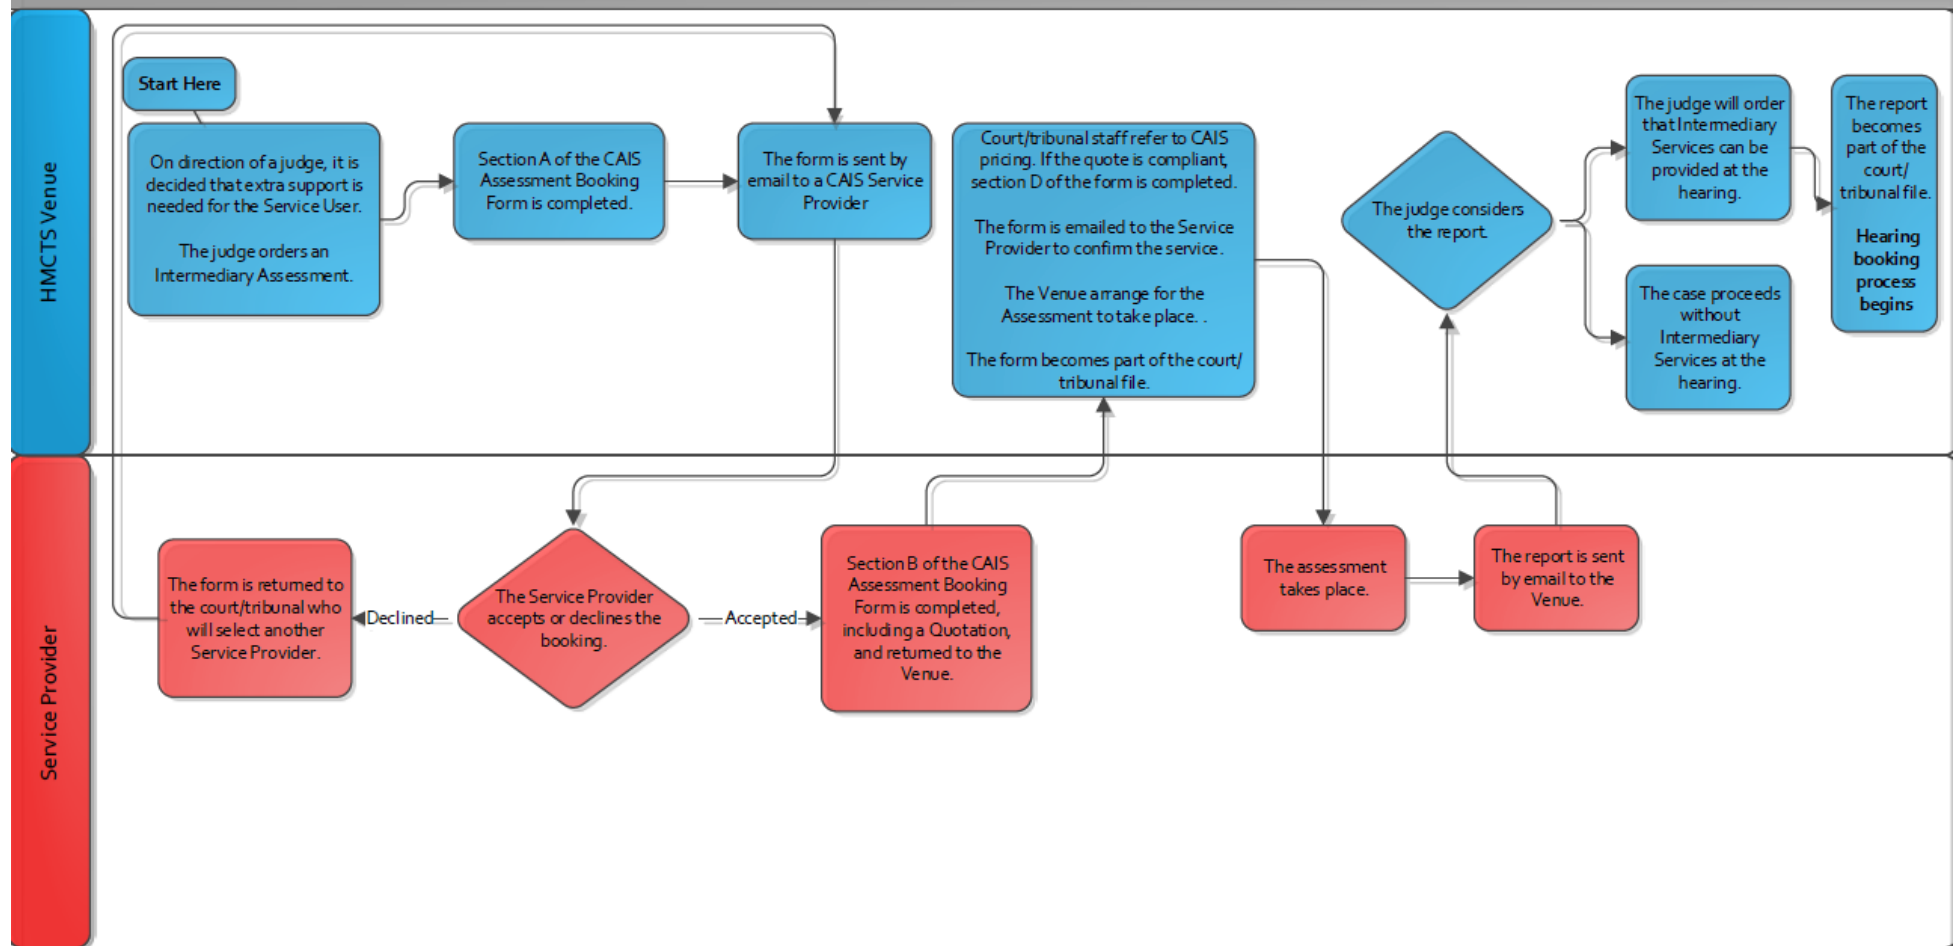 HMCTS Venue
Start Here
On direction of a judge, it is
decided that extra support is
needed for the Service User.
The judge orders an
Intermediary Assessment.
Section A of the CAIS
Assessment Booking
Form is completed.
The form is sent by
email to a CAIS Service
Provider
Court/tribunal staff refer to CAIS
pricing. If the quote is compliant,
section D of the form is completed.
The form is emailed to the Service
Provider to confirm the service.
The Venue arrange for the
Assessment to take place. .
The form becomes part of the court/
tribunal file.
The judge considers
the report.
The judge will order
that Intermediary
Services can be
provided at the
hearing.
The case proceeds
without
Intermediary
Services at the
hearing.
The report
becomes
part of the
court/
tribunal file.
Hearing
booking
process
begins
Service Provider
The form is returned to
the court/tribunal who
will select another
Service Provider.
Declined
The Service Provider
accepts or declines the
booking.
Accepted
Section B of the CAIS
Assessment Booking
Form is completed,
including a Quotation,
and returned to the
Venue.
The assessment
takes place.
The report is sent
by email to the
Venue.